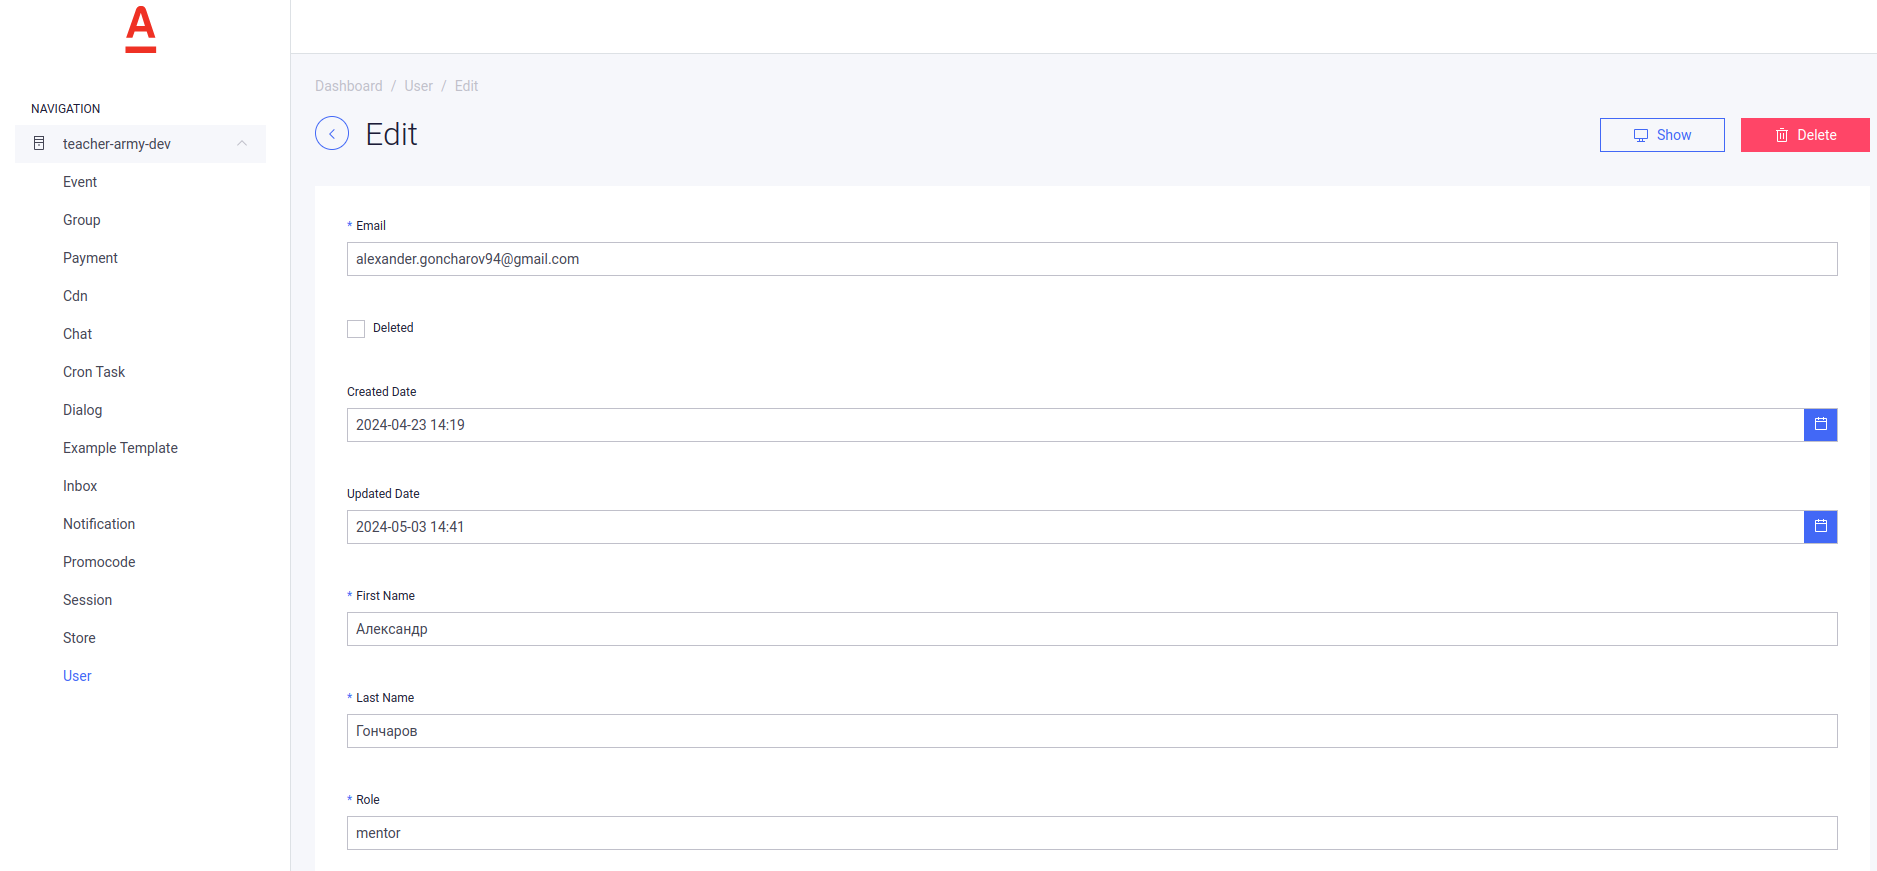 A
NAVIGATION
teacher-army-dev
Event
Group
Payment
Cdn
Chat
Cron Task
Dialog
Example Template
Inbox
Notification
Promocode
Session
Store
User
Dashboard / User / Edit
Edit
Show
Delete
* Email
alexander.goncharov94@gmail.com
Deleted
Created Date
2024-04-23 14:19
Updated Date
2024-05-03 14:41
* First Name
Александр
* Last Name
Гончаров
* Role
mentor